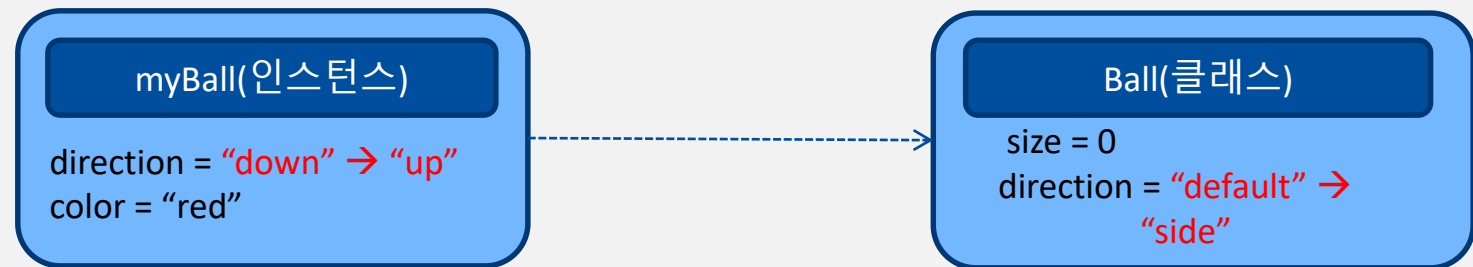 myBall(인스턴스)
direction = “down” → “up”
color = “red”
Ball(클래스)
size = 0
direction = “default” →
“side”